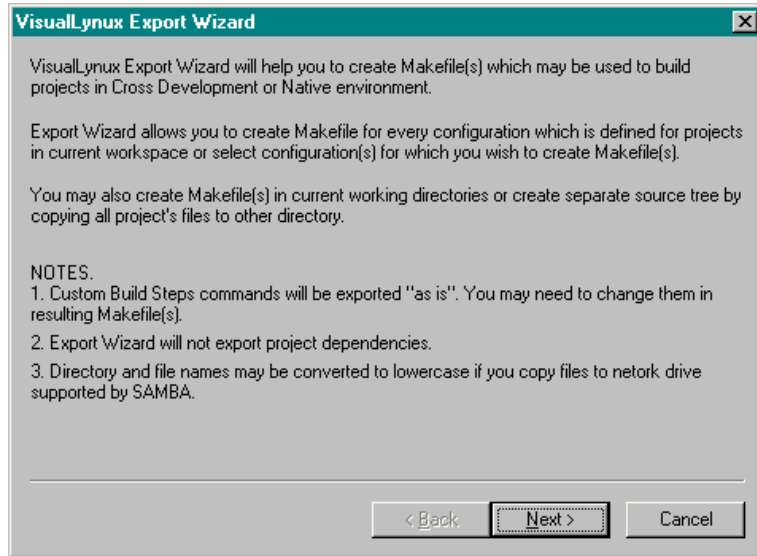 VisualLynux Export Wizard
VisualLynux Export Wizard will help you to create Makefile(s) which may be used to build
projects in Cross Development or Native environment.
Export Wizard allows you to create Makefile for every configuration which is defined for projects
in current workspace or select configuration(s) for which you wish to create Makefile(s).
You may also create Makefile(s) in current working directories or create separate source tree by
copying all project's files to other directory.
NOTES.
1. Custom Build Steps commands will be exported "as is". You may need to change them in
resulting Makefile(s).
2. Export Wizard will not export project dependencies.
3. Directory and file names may be converted to lowercase if you copy files to netork drive
supported by SAMBA.
< Back
Next >
Cancel